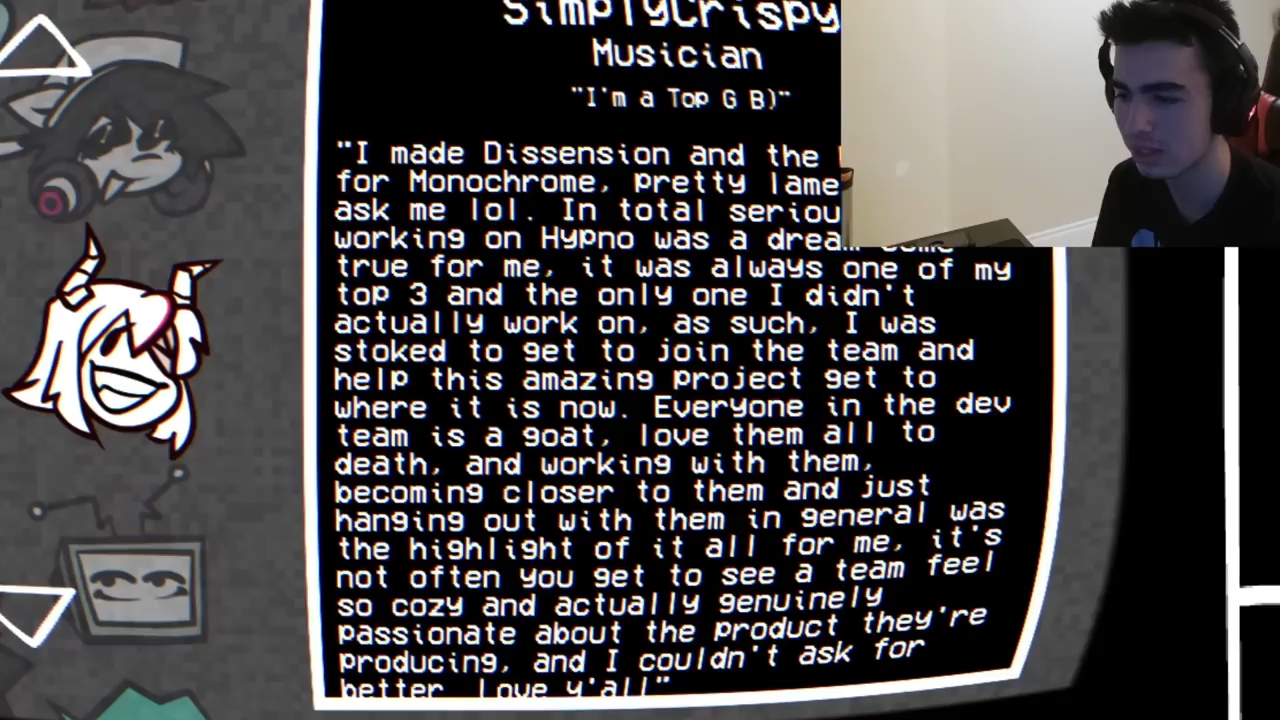 SimplyCrispy
Musician
"I'm a Top G B)"
"I made Dissension and the
for Monochrome, pretty lame
ask me lol. In total seriou
working on Hypno was a dream come
true for me, it was always one of my
top 3 and the only one I didn't
actually work on, as such, I was
stoked to get to join the team and
help this amazing project get to
where it is now. Everyone in the dev
team is a goat, love them all to
death, and working with them,
becoming closer to them and just
hanging out with them in general was
the highlight of it all for me, it's
not often you get to see a team feel
so cozy and actually genuinely
passionate about the product they're
producing, and I couldn't ask for
better love y'all"